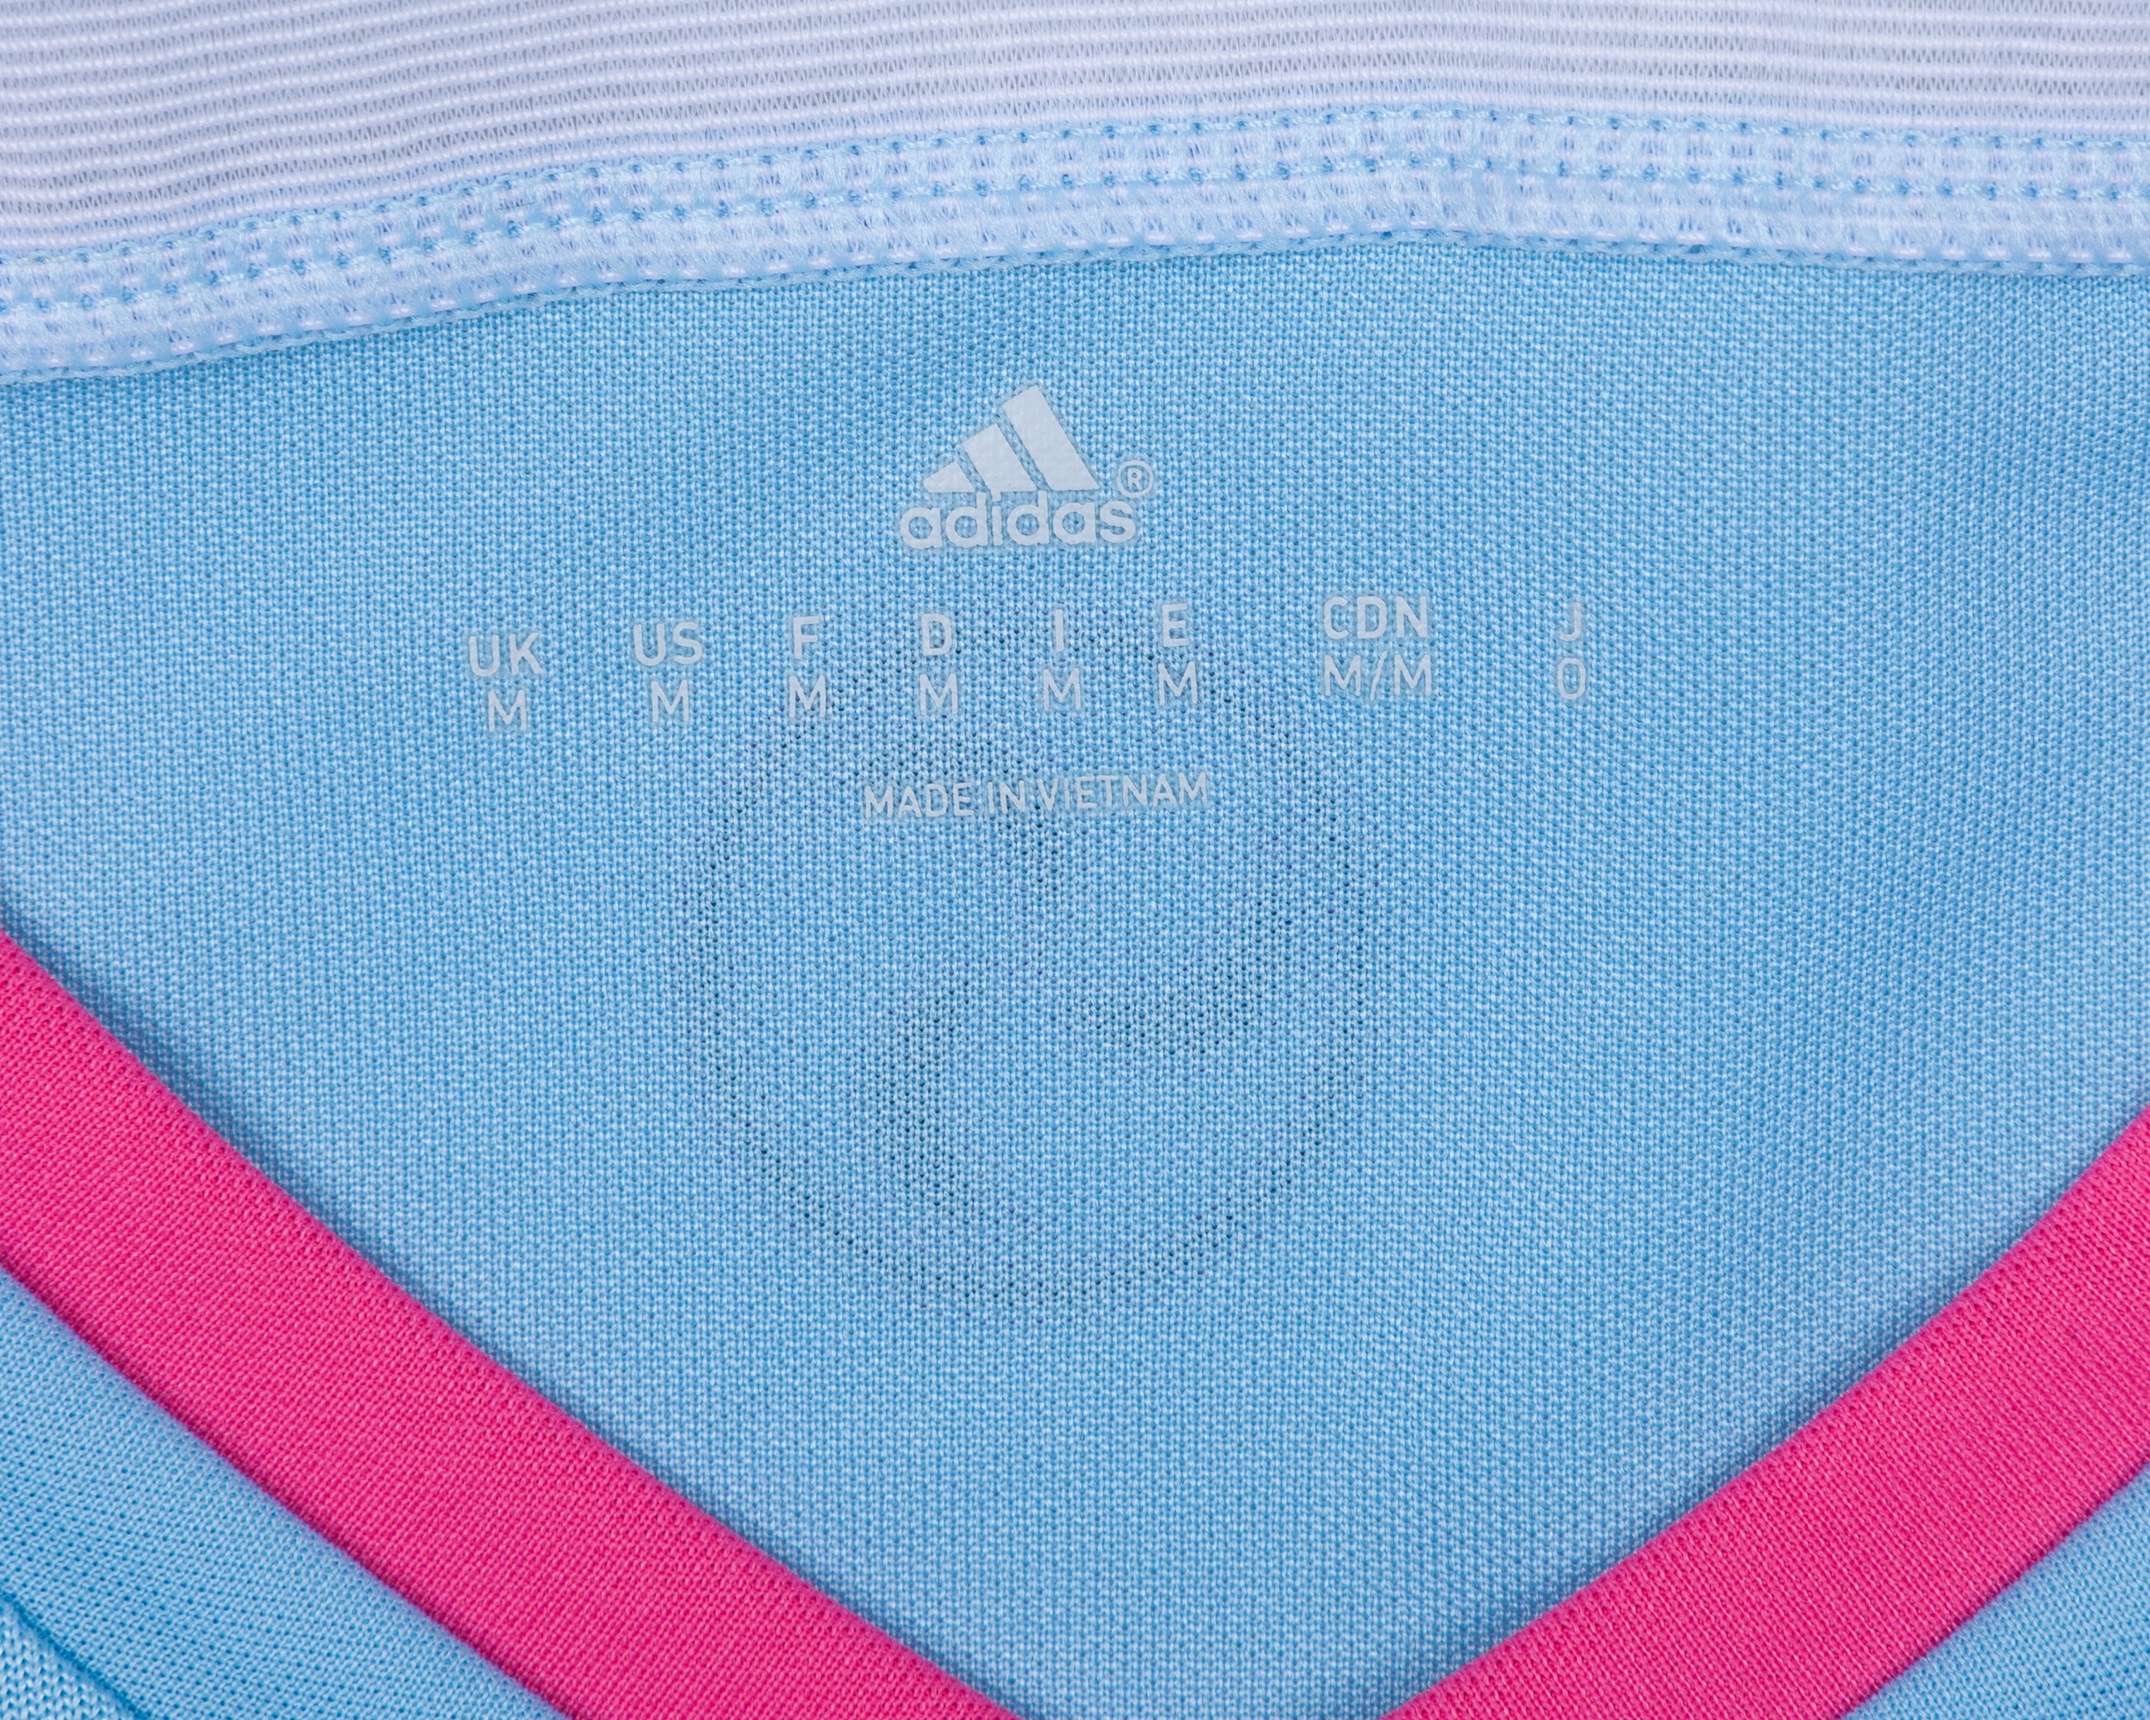 adidas®
UK US F D I E CDN J
M M M M M M M/M O
MADE IN VIETNAM